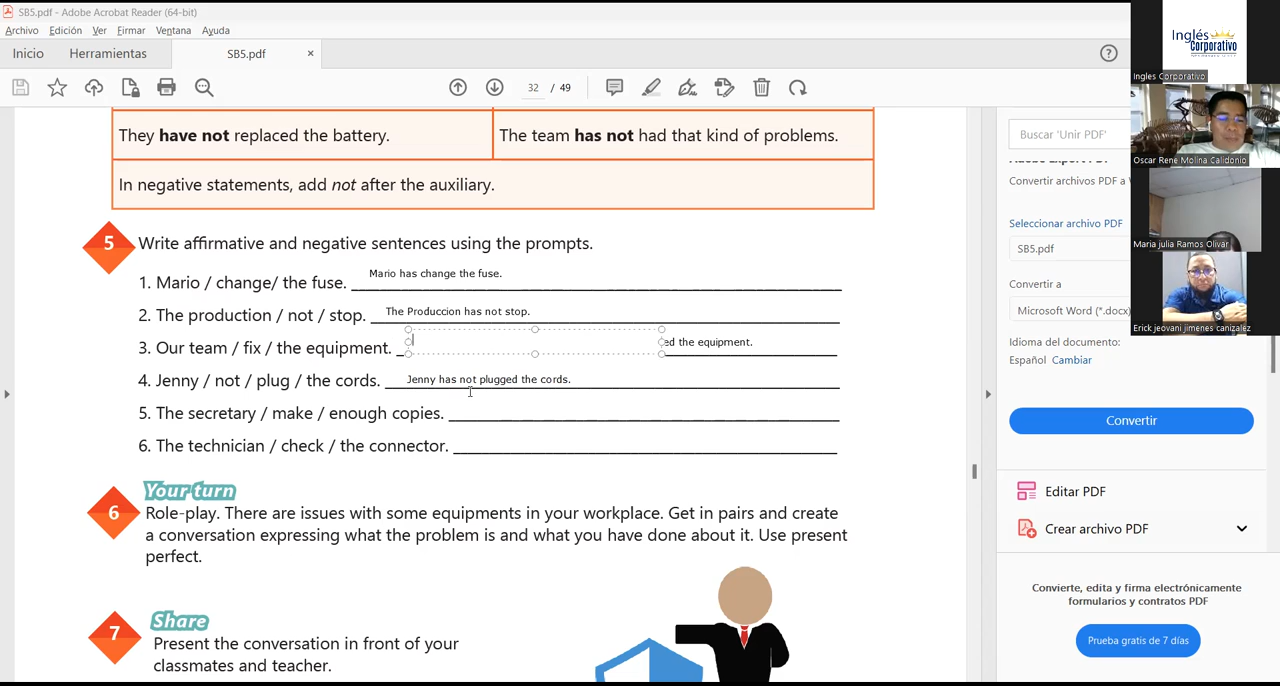 SB5.pdf - Adobe Acrobat Reader (64-bit)
Archivo Edición Ver Firmar Ventana Ayuda
Inicio Herramientas SB5.pdf ×
32 / 49
They have not replaced the battery. The team has not had that kind of problems.
In negative statements, add not after the auxiliary.
5 Write affirmative and negative sentences using the prompts.
1. Mario / change/ the fuse. Mario has change the fuse.
2. The production / not / stop. The Produccion has not stop.
3. Our team / fix / the equipment. ed the equipment.
4. Jenny / not / plug / the cords. Jenny has not plugged the cords.
5. The secretary / make / enough copies.
6. The technician / check / the connector.
Your turn
6 Role-play. There are issues with some equipments in your workplace. Get in pairs and create
a conversation expressing what the problem is and what you have done about it. Use present
perfect.
Share
7 Present the conversation in front of your
classmates and teacher.
Buscar 'Unir PDF'
Adobe Export PDF
Convertir archivos PDF a
Seleccionar archivo PDF
SB5.pdf
Convertir a
Microsoft Word (*.docx)
Idioma del documento:
Español Cambiar
Convertir
Editar PDF
Crear archivo PDF
Convierte, edita y firma electrónicamente
formularios y contratos PDF
Prueba gratis de 7 días
Inglés
Corporativo
Ingles Corporativo
Oscar René Molina Calidonio
Maria julia Ramos Olivar
Erick jeovani jimenes canizalez